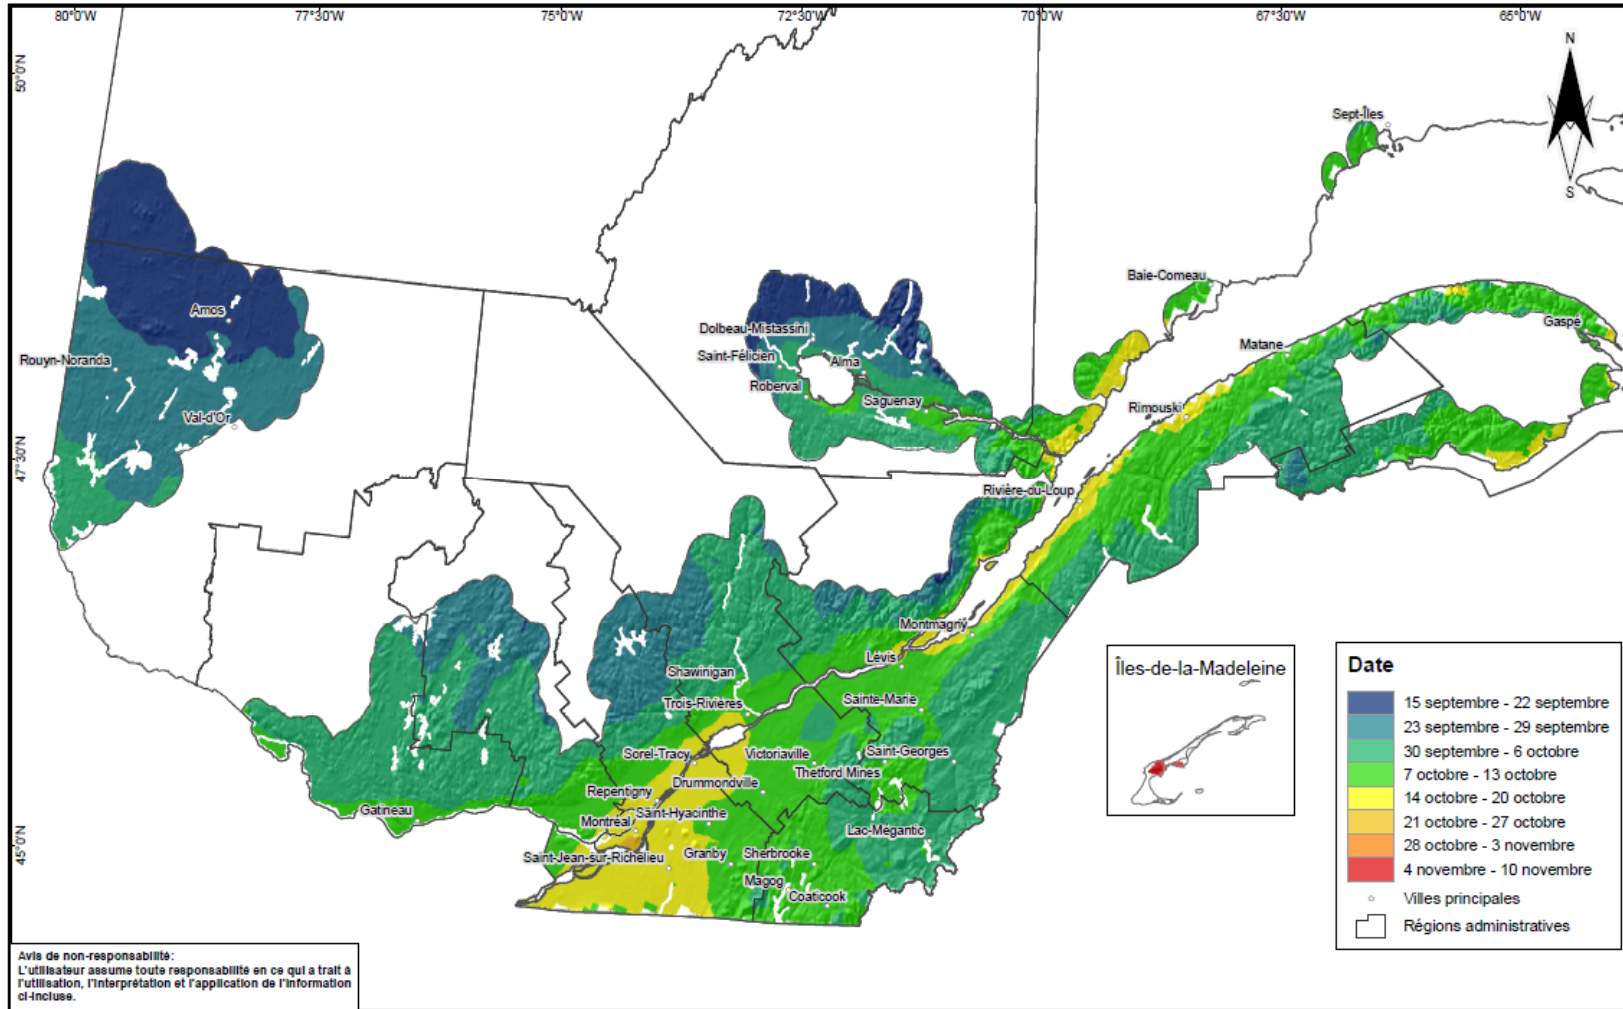 80°0'W 77°30'W 75°0'W 72°30'W 70°0'W 67°30'W 65°0'W
50°0'N
N
S
Sept-Îles
Baie-Comeau
Amos
Dolbeau-Mistassini
Gaspé
Rouyn-Noranda
Saint-Félicien
Alma
Matane
Roberval
Saguenay
Rimouski
Val-d'Or
47°30'N
Rivière-du-Loup
Montmagny
Lévis
Shawinigan
Trois-Rivières
Sainte-Marie
Sorel-Tracy
Victoriaville
Saint-Georges
Thetford Mines
Drummondville
Repentigny
Gatineau
Montréal
Saint-Hyacinthe
Lac-Mégantic
45°0'N
Saint-Jean-sur-Richelieu
Granby
Sherbrooke
Magog
Coaticook
Îles-de-la-Madeleine
Date
15 septembre - 22 septembre
23 septembre - 29 septembre
30 septembre - 6 octobre
7 octobre - 13 octobre
14 octobre - 20 octobre
21 octobre - 27 octobre
28 octobre - 3 novembre
4 novembre - 10 novembre
Villes principales
Régions administratives
Avis de non-responsabilité:
L'utilisateur assume toute responsabilité en ce qui a trait à
l'utilisation, l'interprétation et l'application de l'information
ci-incluse.